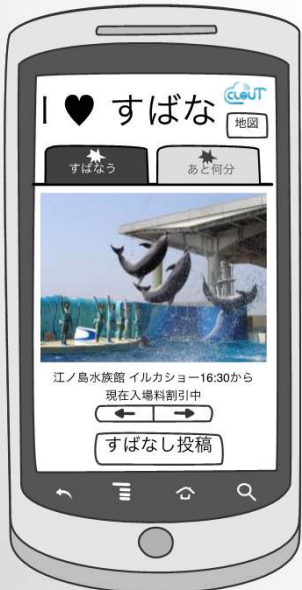 I ♥ すばな
CLOUT
地図
すばなう
あと何分
江ノ島水族館 イルカショー16:30から
現在入場料割引中
すばなし投稿